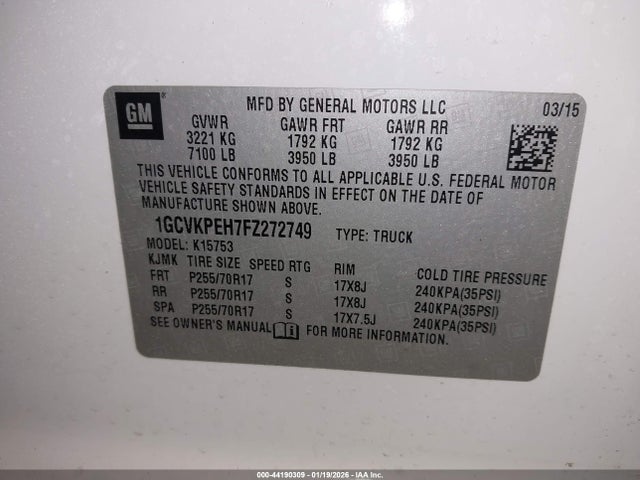 GM ®
MFD BY GENERAL MOTORS LLC 03/15
GVWR GAWR FRT GAWR RR
3221 KG 1792 KG 1792 KG
7100 LB 3950 LB 3950 LB
THIS VEHICLE CONFORMS TO ALL APPLICABLE U.S. FEDERAL MOTOR
VEHICLE SAFETY STANDARDS IN EFFECT ON THE DATE OF
MANUFACTURE SHOWN ABOVE.
1GCVKPEH7FZ272749 TYPE: TRUCK
MODEL: K15753
KJMK TIRE SIZE SPEED RTG RIM COLD TIRE PRESSURE
FRT P255/70R17 S 17X8J 240KPA(35PSI)
RR P255/70R17 S 17X8J 240KPA(35PSI)
SPA P255/70R17 S 17X7.5J 240KPA(35PSI)
SEE OWNER'S MANUAL i FOR MORE INFORMATION.
000-44190309 - 01/19/2026 - IAA Inc.